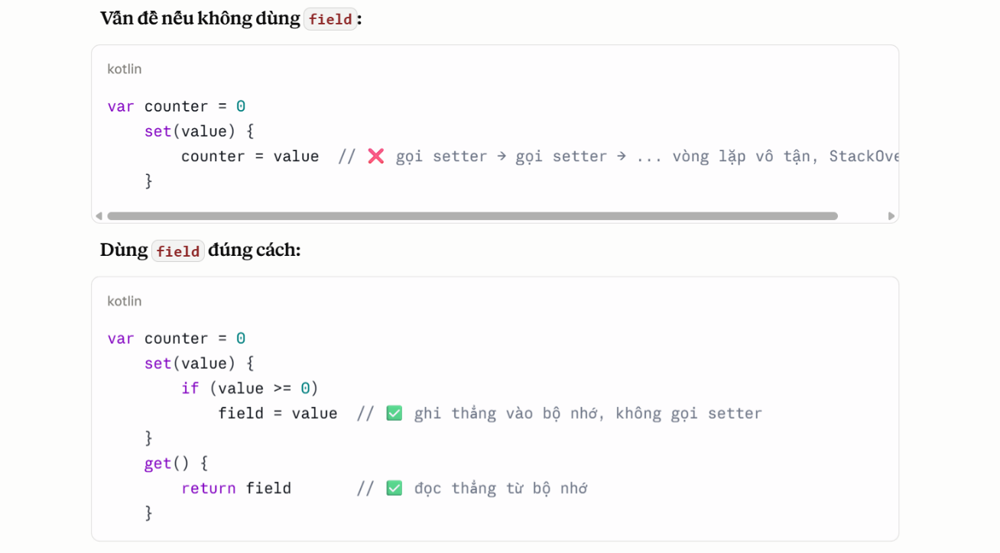 Vấn đề nếu không dùng field:
kotlin
var counter = 0
    set(value) {
        counter = value  // ❌ gọi setter → gọi setter → ... vòng lặp vô tận, StackOve
    }
Dùng field đúng cách:
kotlin
var counter = 0
    set(value) {
        if (value >= 0)
            field = value  // ✅ ghi thẳng vào bộ nhớ, không gọi setter
    }
    get() {
        return field       // ✅ đọc thẳng từ bộ nhớ
    }